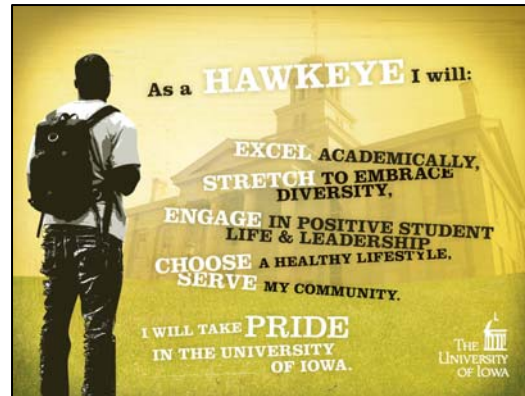 As a HAWKEYE I will:
EXCEL ACADEMICALLY,
STRETCH TO EMBRACE
DIVERSITY,
ENGAGE IN POSITIVE STUDENT
LIFE & LEADERSHIP
CHOOSE A HEALTHY LIFESTYLE,
SERVE MY COMMUNITY.
I WILL TAKE PRIDE
IN THE UNIVERSITY
OF IOWA.
THE
UNIVERSITY
OF IOWA